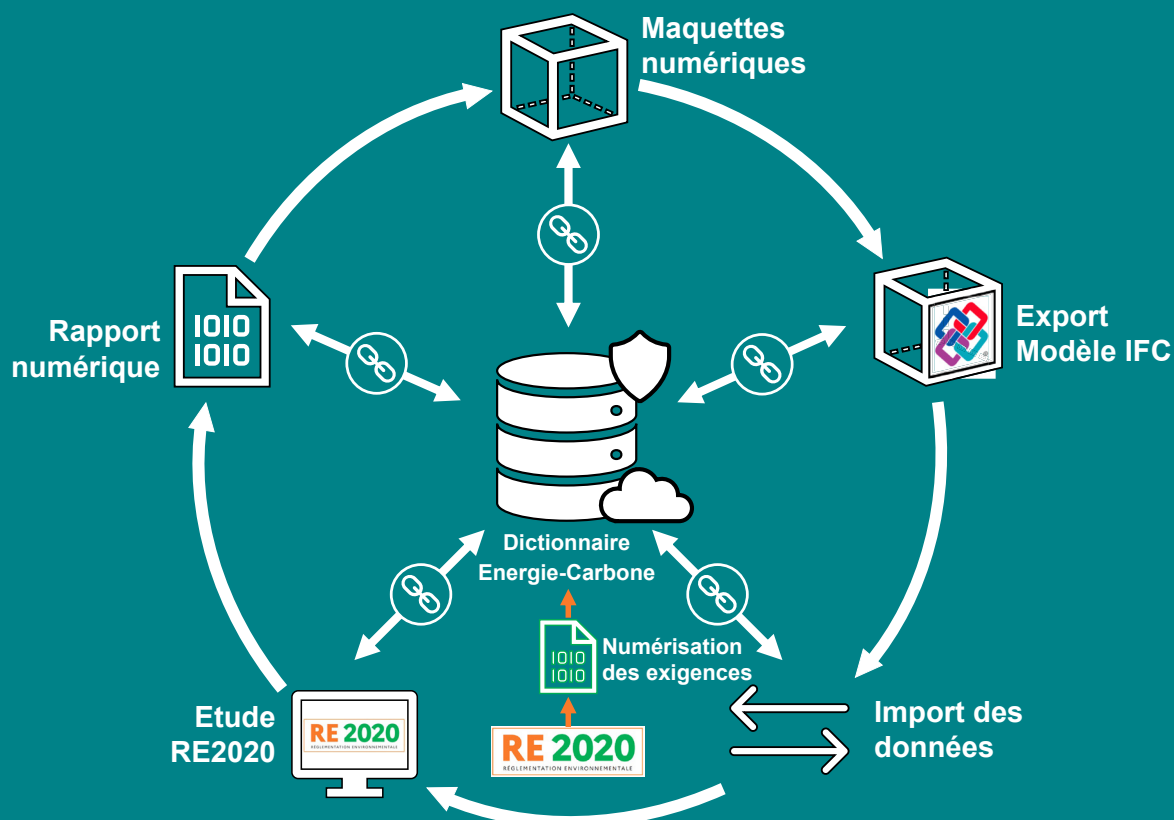 Maquettes
numériques
Export
Modèle IFC
Rapport
numérique
1010
1010
Dictionnaire
Energie-Carbone
Numérisation
des exigences
1010
1010
Etude
RE2020
RE 2020
RÉGLEMENTATION ENVIRONNEMENTALE
RE 2020
RÉGLEMENTATION ENVIRONNEMENTALE
Import des
données